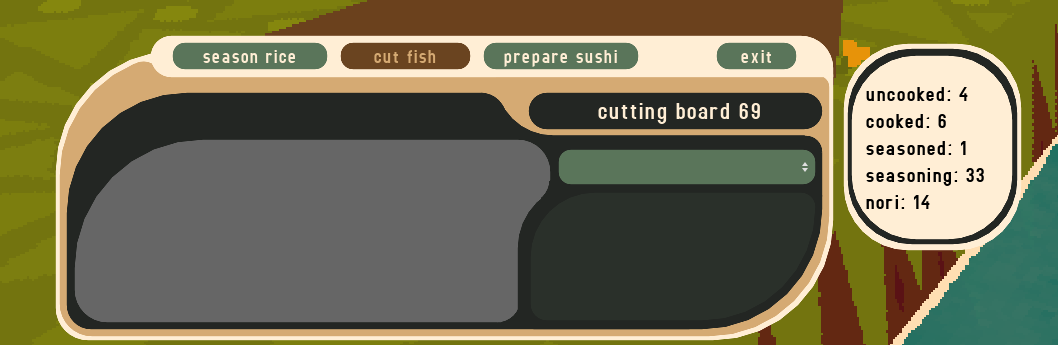 season rice
cut fish
prepare sushi
exit
cutting board 69
uncooked: 4
cooked: 6
seasoned: 1
seasoning: 33
nori: 14